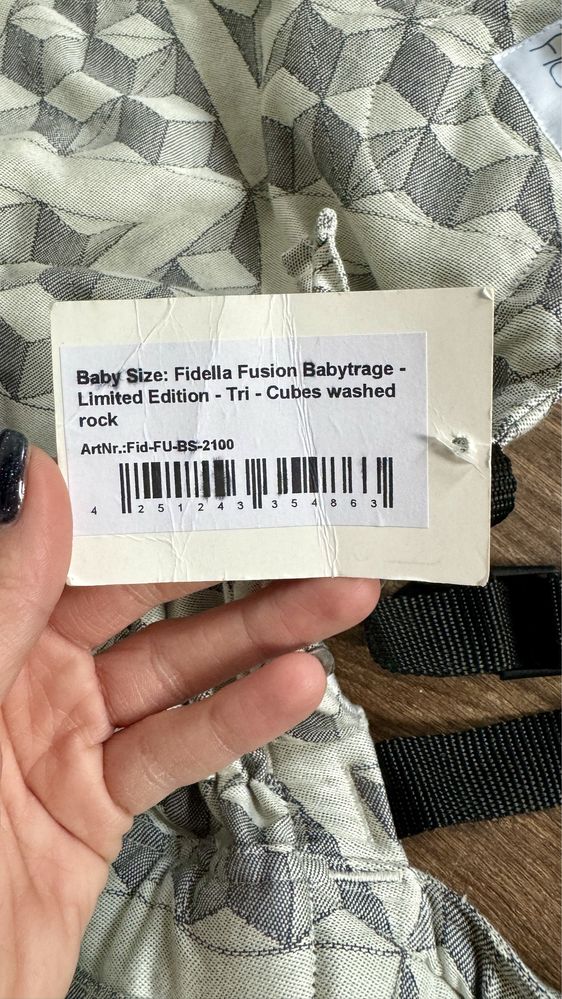 Baby Size: Fidella Fusion Babytrage -
Limited Edition - Tri - Cubes washed
rock
ArtNr.:Fid-FU-BS-2100
4 251243 354863